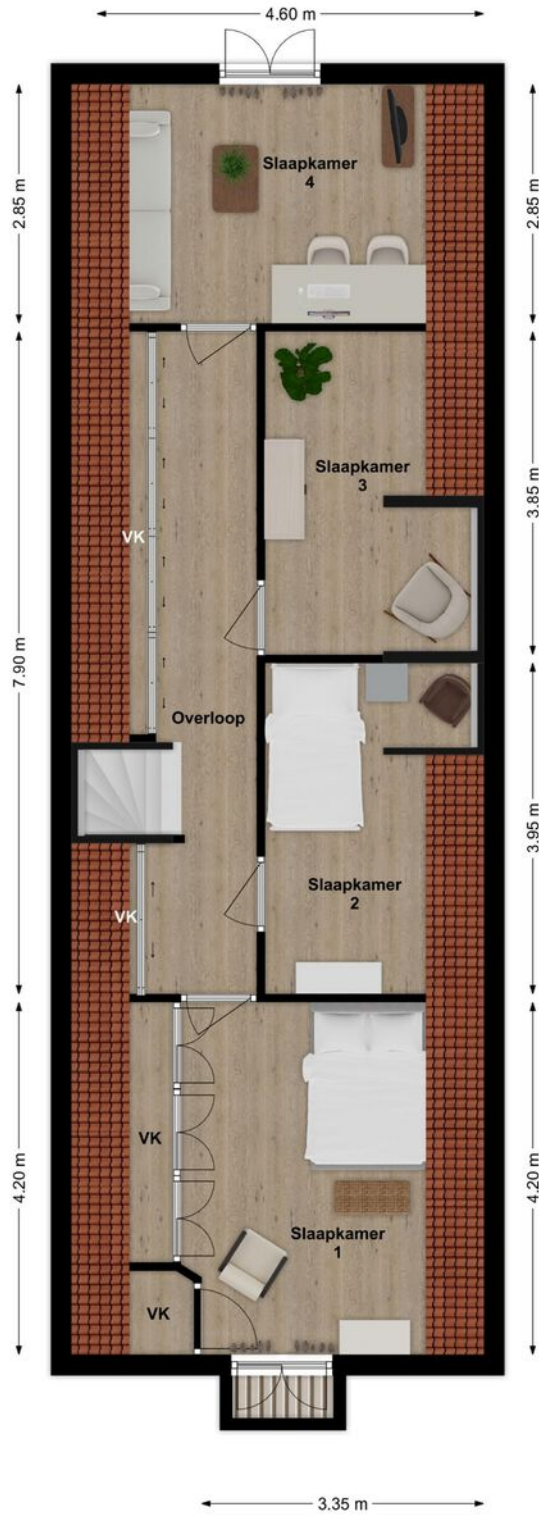 4.60 m
2.85 m
2.85 m
Slaapkamer
4
7.90 m
3.85 m
Slaapkamer
3
VK
Overloop
3.95 m
Slaapkamer
2
VK
4.20 m
4.20 m
VK
Slaapkamer
1
VK
3.35 m